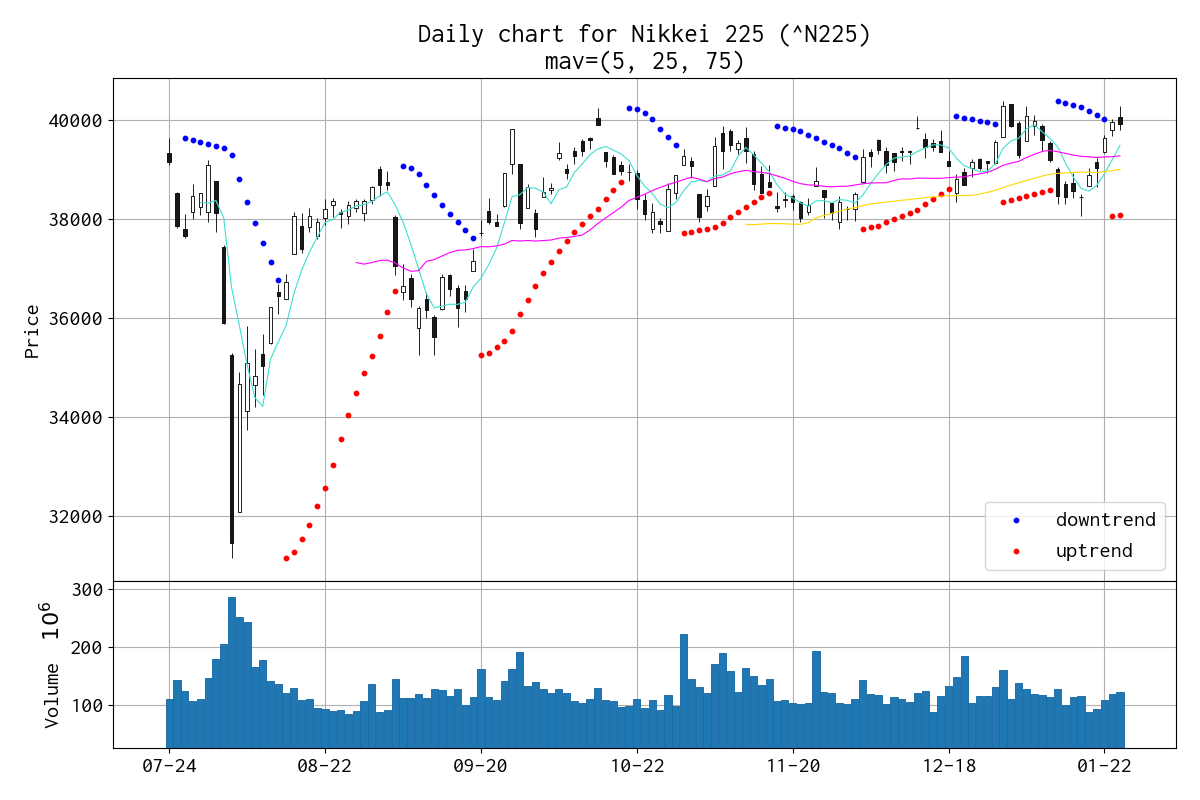 Daily chart for Nikkei 225 (^N225)
mav=(5, 25, 75)
Price
40000
38000
36000
34000
32000
downtrend
uptrend
Volume 10^6
300
200
100
07-24
08-22
09-20
10-22
11-20
12-18
01-22